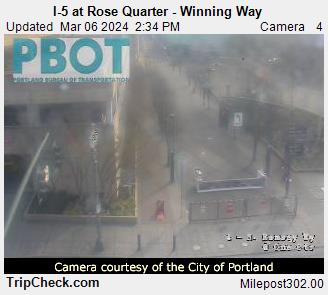 I-5 at Rose Quarter - Winning Way
Updated Mar 06 2024 2:34 PM Camera 4
PBOT
PORTLAND BUREAU OF TRANSPORTATION
Camera courtesy of the City of Portland
TripCheck.com Milepost302.00